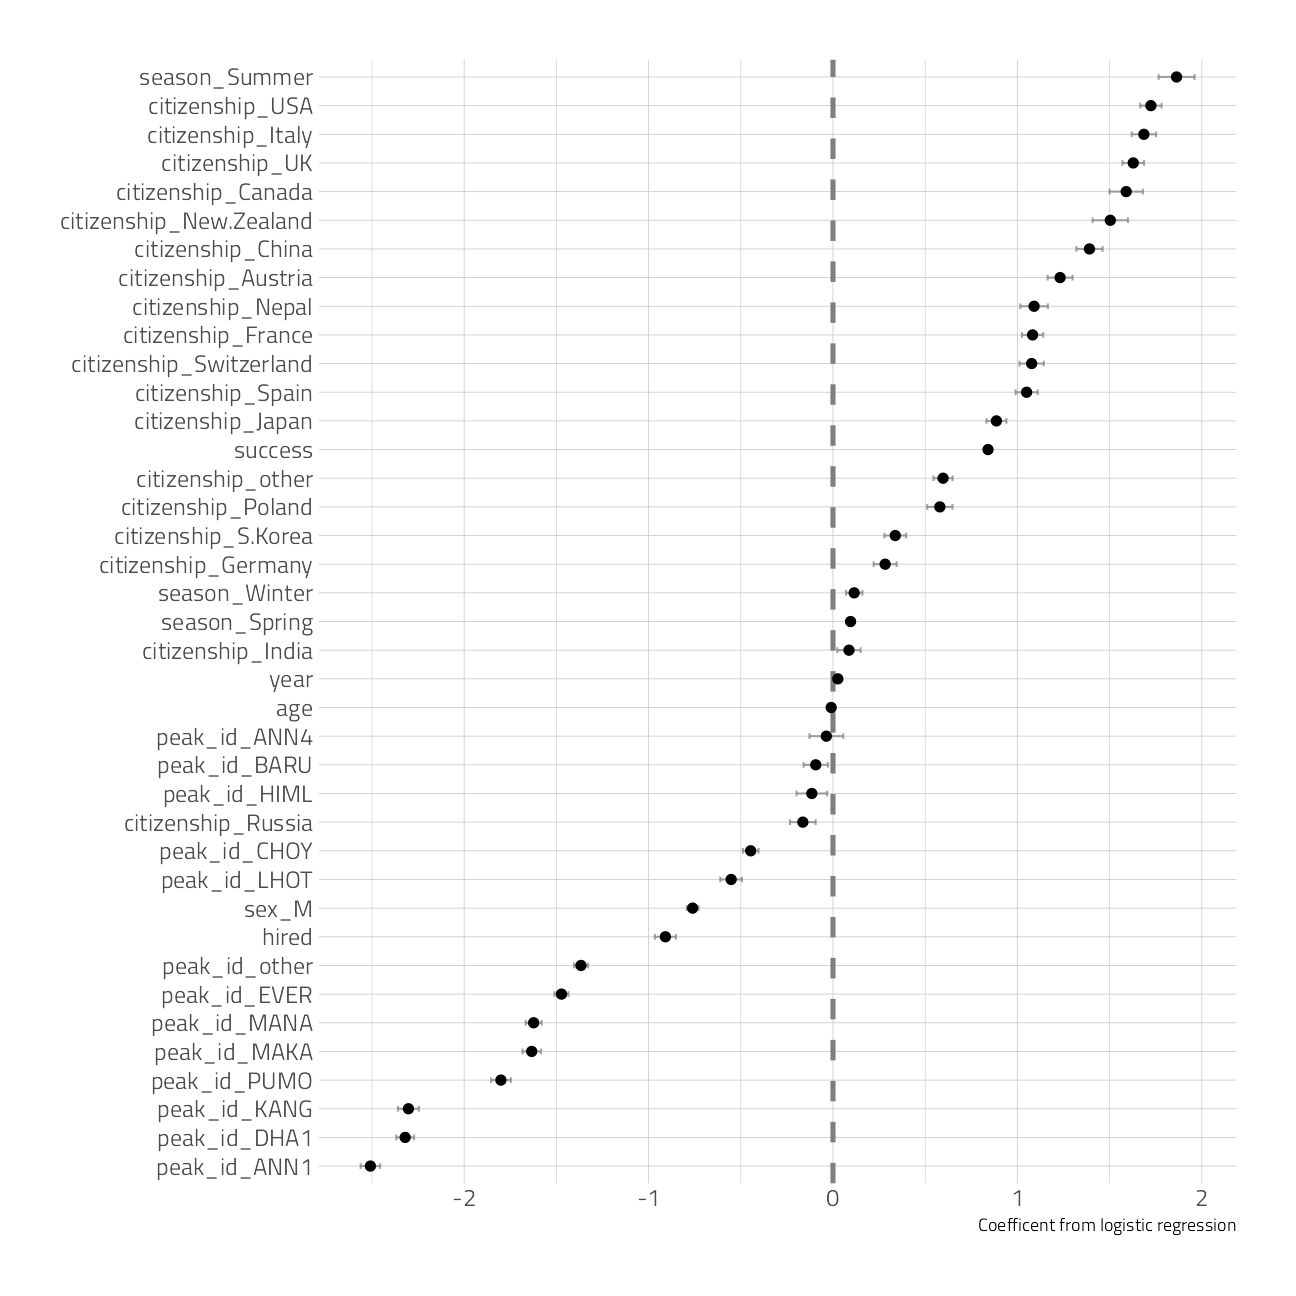 season_Summer
citizenship_USA
citizenship_Italy
citizenship_UK
citizenship_Canada
citizenship_New.Zealand
citizenship_China
citizenship_Austria
citizenship_Nepal
citizenship_France
citizenship_Switzerland
citizenship_Spain
citizenship_Japan
success
citizenship_other
citizenship_Poland
citizenship_S.Korea
citizenship_Germany
season_Winter
season_Spring
citizenship_India
year
age
peak_id_ANN4
peak_id_BARU
peak_id_HIML
citizenship_Russia
peak_id_CHOY
peak_id_LHOT
sex_M
hired
peak_id_other
peak_id_EVER
peak_id_MANA
peak_id_MAKA
peak_id_PUMO
peak_id_KANG
peak_id_DHA1
peak_id_ANN1
-2 -1 0 1 2
Coefficent from logistic regression